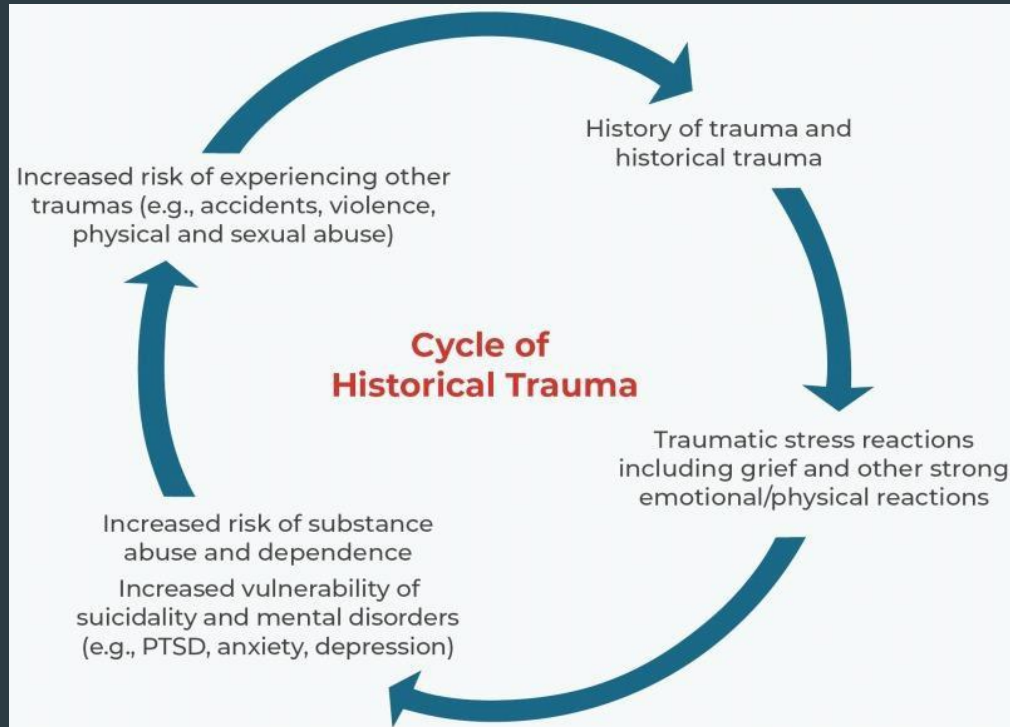 Cycle of
Historical Trauma
History of trauma and
historical trauma
Traumatic stress reactions
including grief and other strong
emotional/physical reactions
Increased risk of substance
abuse and dependence
Increased vulnerability of
suicidality and mental disorders
(e.g., PTSD, anxiety, depression)
Increased risk of experiencing other
traumas (e.g., accidents, violence,
physical and sexual abuse)